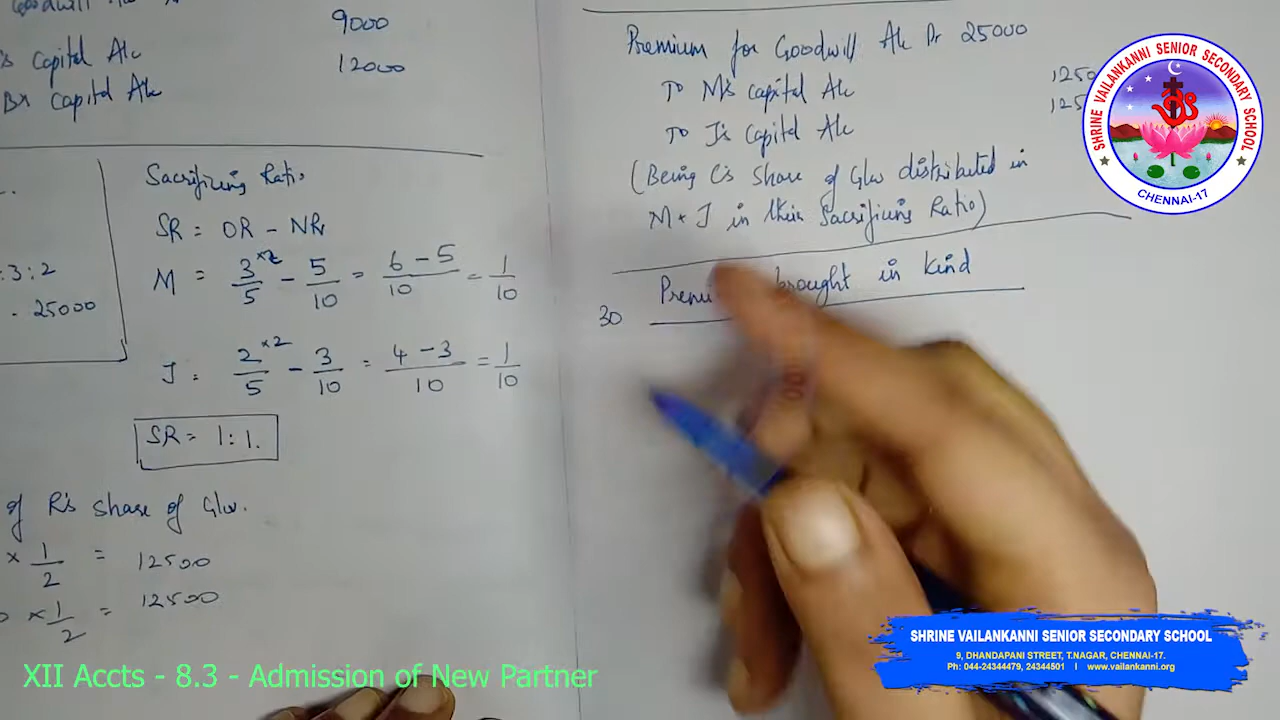 Goodwill
9000
's Capital A/c
12000
Br Capital A/c
:3:2
. 25000
Sacrificing Ratio
SR = OR - NR
M = 3×2/5 - 5/10 = 6-5/10 = 1/10
J = 2×2/5 - 3/10 = 4-3/10 = 1/10
SR = 1:1.
of R's share of G/w.
× 1/2 = 12500
0 × 1/2 = 12500
Premium for Goodwill A/c Dr 25000
To M's capital A/c
To J's Capital A/c
(Being C's share of G/w distributed in
M + J in their Sacrificing Ratio)
30
brought in kind
SHRINE VAILANKANNI SENIOR SECONDARY SCHOOL
CHENNAI-17
SHRINE VAILANKANNI SENIOR SECONDARY SCHOOL
9, DHANDAPANI STREET, T.NAGAR, CHENNAI-17.
Ph: 044-24344479, 24344501 I www.vailankanni.org
XII Accts - 8.3 - Admission of New Partner